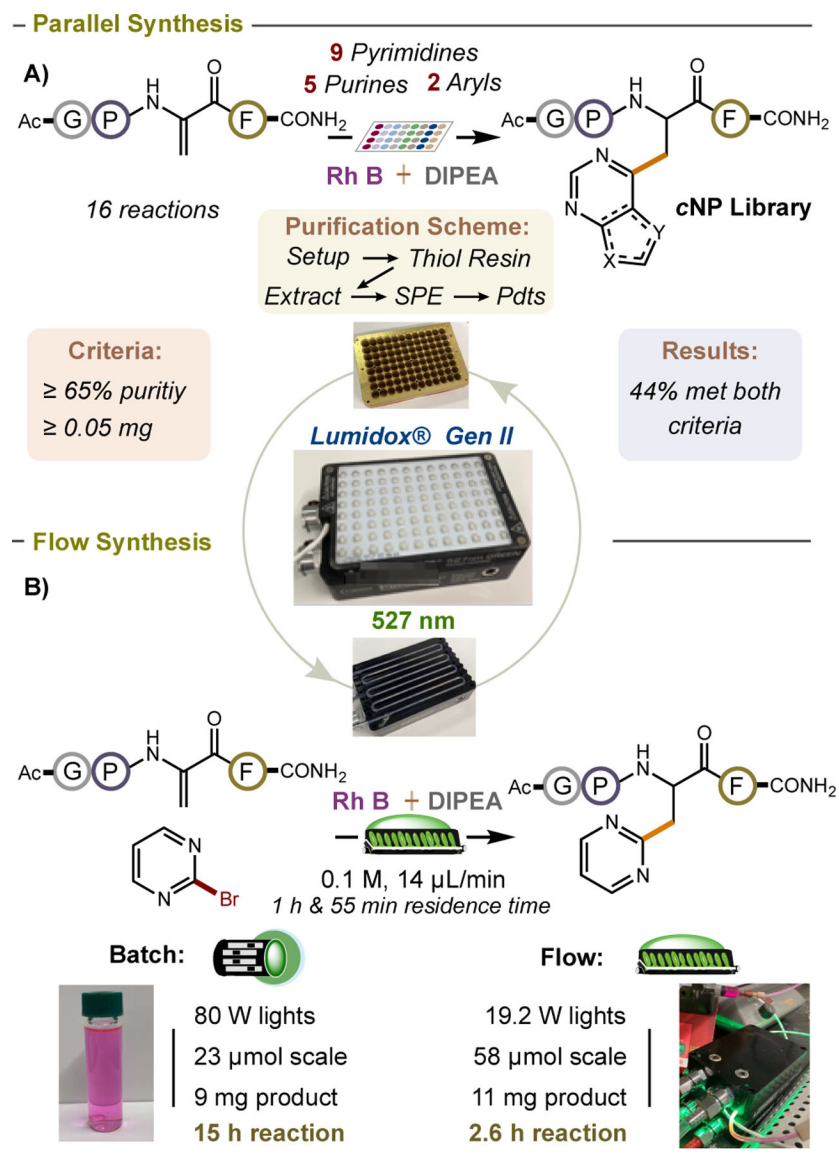 Parallel Synthesis
A)
9 Pyrimidines
5 Purines 2 Aryls
Ac G P H N O F CONH2
Rh B + DIPEA
16 reactions
Ac G P H N O F CONH2
N N X Y
cNP Library
Purification Scheme:
Setup → Thiol Resin
Extract → SPE → Pdts
Criteria:
≥ 65% puritiy
≥ 0.05 mg
Results:
44% met both
criteria
Lumidox® Gen II
527 nm
Flow Synthesis
B)
Ac G P H N O F CONH2
N N Br
Rh B + DIPEA
0.1 M, 14 µL/min
1 h & 55 min residence time
Ac G P H N O F CONH2
N N
Batch:
80 W lights
23 µmol scale
9 mg product
15 h reaction
Flow:
19.2 W lights
58 µmol scale
11 mg product
2.6 h reaction